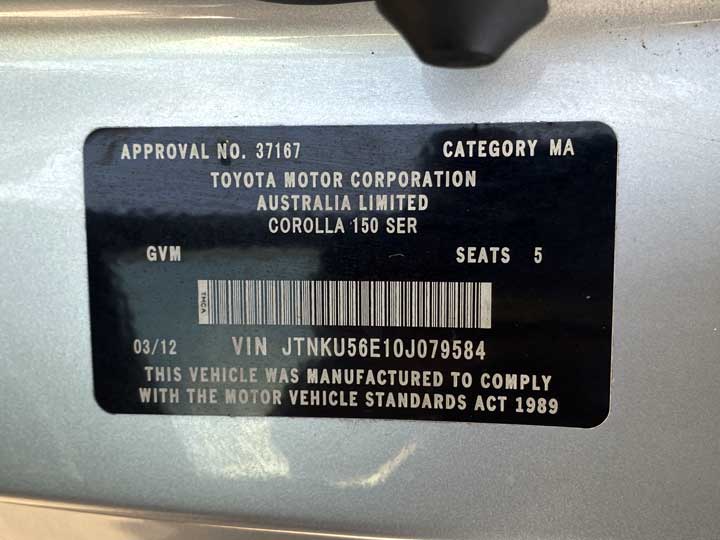 APPROVAL NO. 37167 CATEGORY MA
TOYOTA MOTOR CORPORATION
AUSTRALIA LIMITED
COROLLA 150 SER
GVM SEATS 5
TMCA
03/12 VIN JTNKU56E10J079584
THIS VEHICLE WAS MANUFACTURED TO COMPLY
WITH THE MOTOR VEHICLE STANDARDS ACT 1989